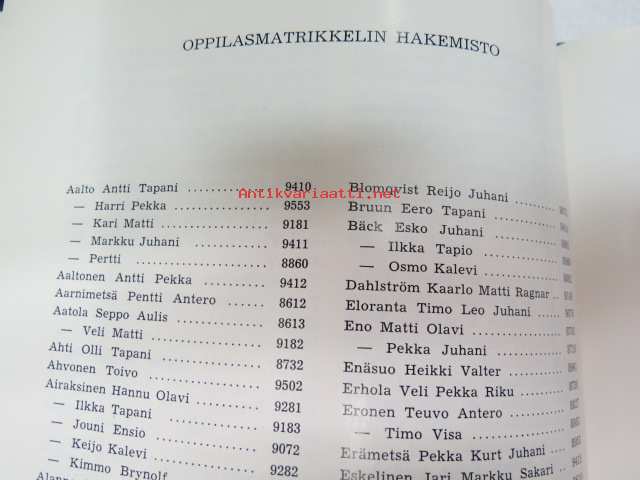 OPPILASMATRIKKELIN HAKEMISTO
Aalto Antti Tapani 9410
— Harri Pekka 9553
— Kari Matti 9181
— Markku Juhani 9411
— Pertti 8860
Aaltonen Antti Pekka 9412
Aarnimetsä Pentti Antero 8612
Aatola Seppo Aulis 8613
— Veli Matti 9182
Ahti Olli Tapani 8732
Ahvonen Toivo 9502
Airaksinen Hannu Olavi 9281
— Ilkka Tapani 9183
— Jouni Ensio 9072
— Keijo Kalevi
— Kimmo Brynolf 9282
Blomqvist Reijo Juhani
Bruun Eero Tapani
Bäck Esko Juhani
— Ilkka Tapio
— Osmo Kalevi
Dahlström Kaarlo Matti Ragnar
Eloranta Timo Leo Juhani
Eno Matti Olavi
— Pekka Juhani
Enäsuo Heikki Valter
Erhola Veli Pekka Riku
Eronen Teuvo Antero
— Timo Visa
Erämetsä Pekka Kurt Juhani
Eskelinen Jari Markku Sakari
Antikvariaatti.net